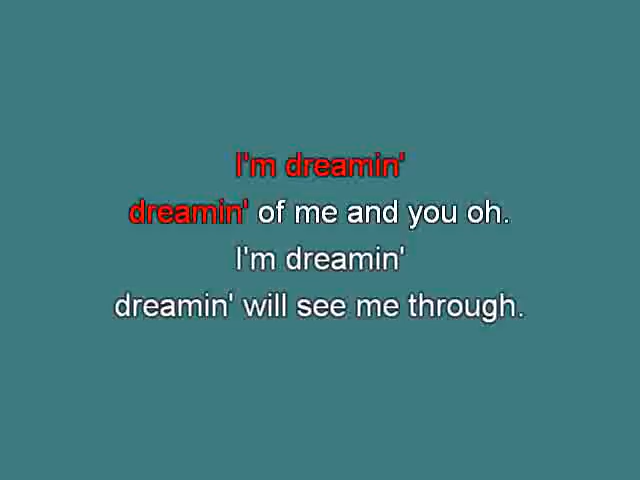 I'm dreamin'
dreamin' of me and you oh.
I'm dreamin'
dreamin' will see me through.